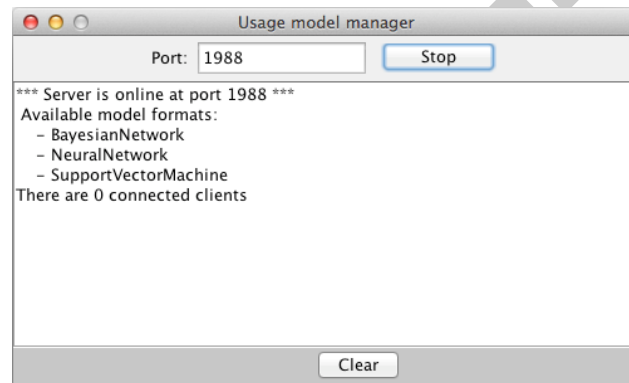 Usage model manager
Port: 1988 Stop
*** Server is online at port 1988 ***
Available model formats:
– BayesianNetwork
– NeuralNetwork
– SupportVectorMachine
There are 0 connected clients
Clear